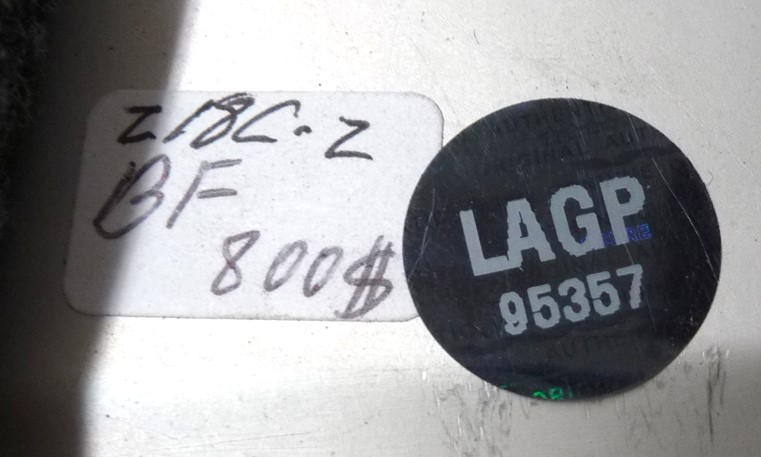 Z18C-Z
BF
800$
LAGP
95357